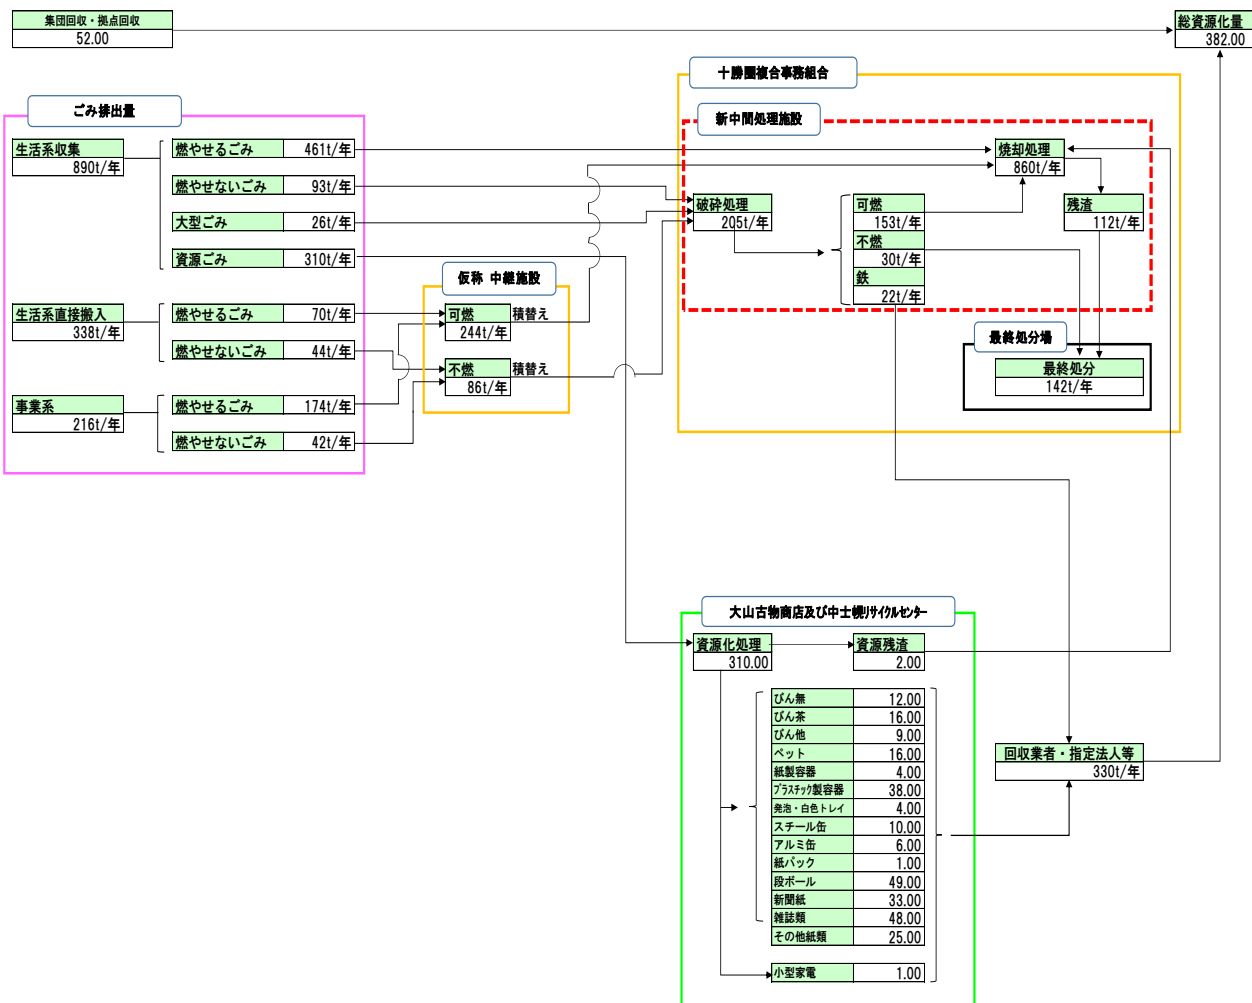 集団回収・拠点回収
52.00
総資源化量
382.00
十勝圏複合事務組合
ごみ排出量
新中間処理施設
生活系収集
890t/年
燃やせるごみ 461t/年
燃やせないごみ 93t/年
大型ごみ 26t/年
資源ごみ 310t/年
焼却処理
860t/年
破砕処理
205t/年
可燃
153t/年
不燃
30t/年
鉄
22t/年
残渣
112t/年
仮称 中継施設
生活系直接搬入
338t/年
燃やせるごみ 70t/年
燃やせないごみ 44t/年
可燃 積替え
244t/年
不燃 積替え
86t/年
最終処分場
最終処分
142t/年
事業系
216t/年
燃やせるごみ 174t/年
燃やせないごみ 42t/年
大山古物商店及び中士幌ﾘｻｲｸﾙｾﾝﾀｰ
資源化処理
310.00
資源残渣
2.00
びん無 12.00
びん茶 16.00
びん他 9.00
ペット 16.00
紙製容器 4.00
ﾌﾟﾗｽﾁｯｸ製容器 38.00
発泡・白色トレイ 4.00
スチール缶 10.00
アルミ缶 6.00
紙パック 1.00
段ボール 49.00
新聞紙 33.00
雑誌類 48.00
その他紙類 25.00
小型家電 1.00
回収業者・指定法人等
330t/年